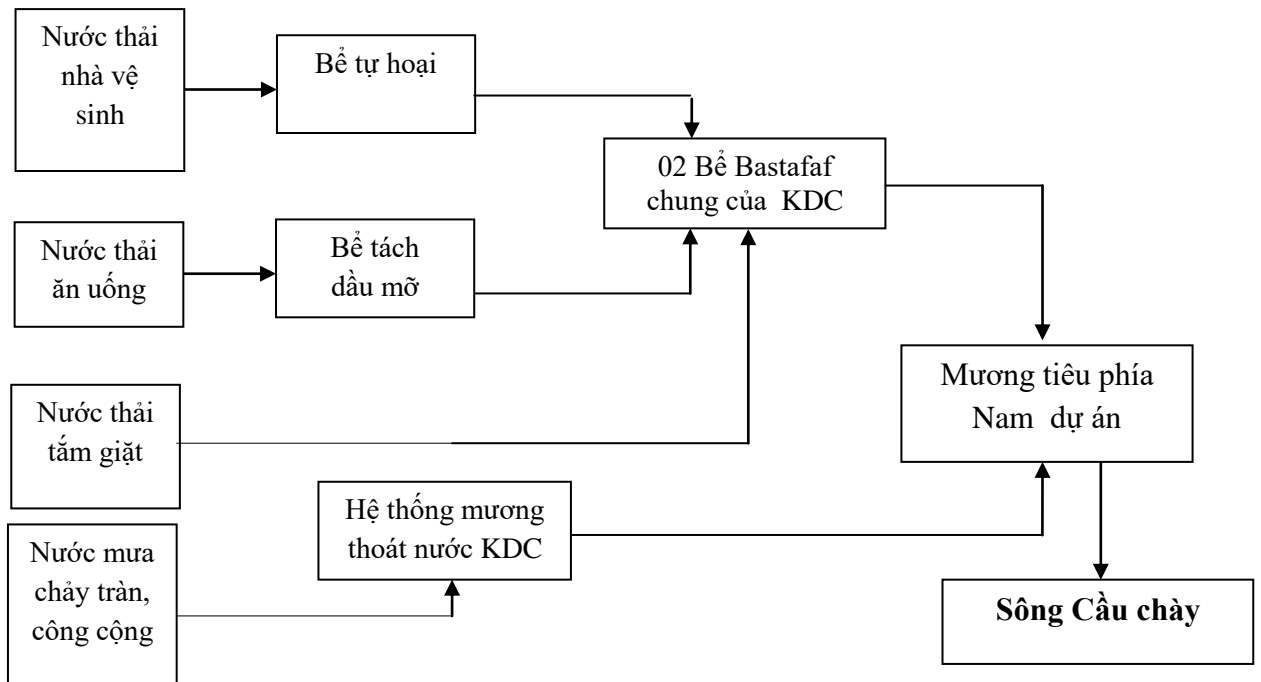 Nước thải
nhà vệ
sinh
Bể tự hoại
02 Bể Bastafaf
chung của KDC
Nước thải
ăn uống
Bể tách
dầu mỡ
Mương tiêu phía
Nam dự án
Nước thải
tắm giặt
Hệ thống mương
thoát nước KDC
Nước mưa
chảy tràn,
công cộng
Sông Cầu chày